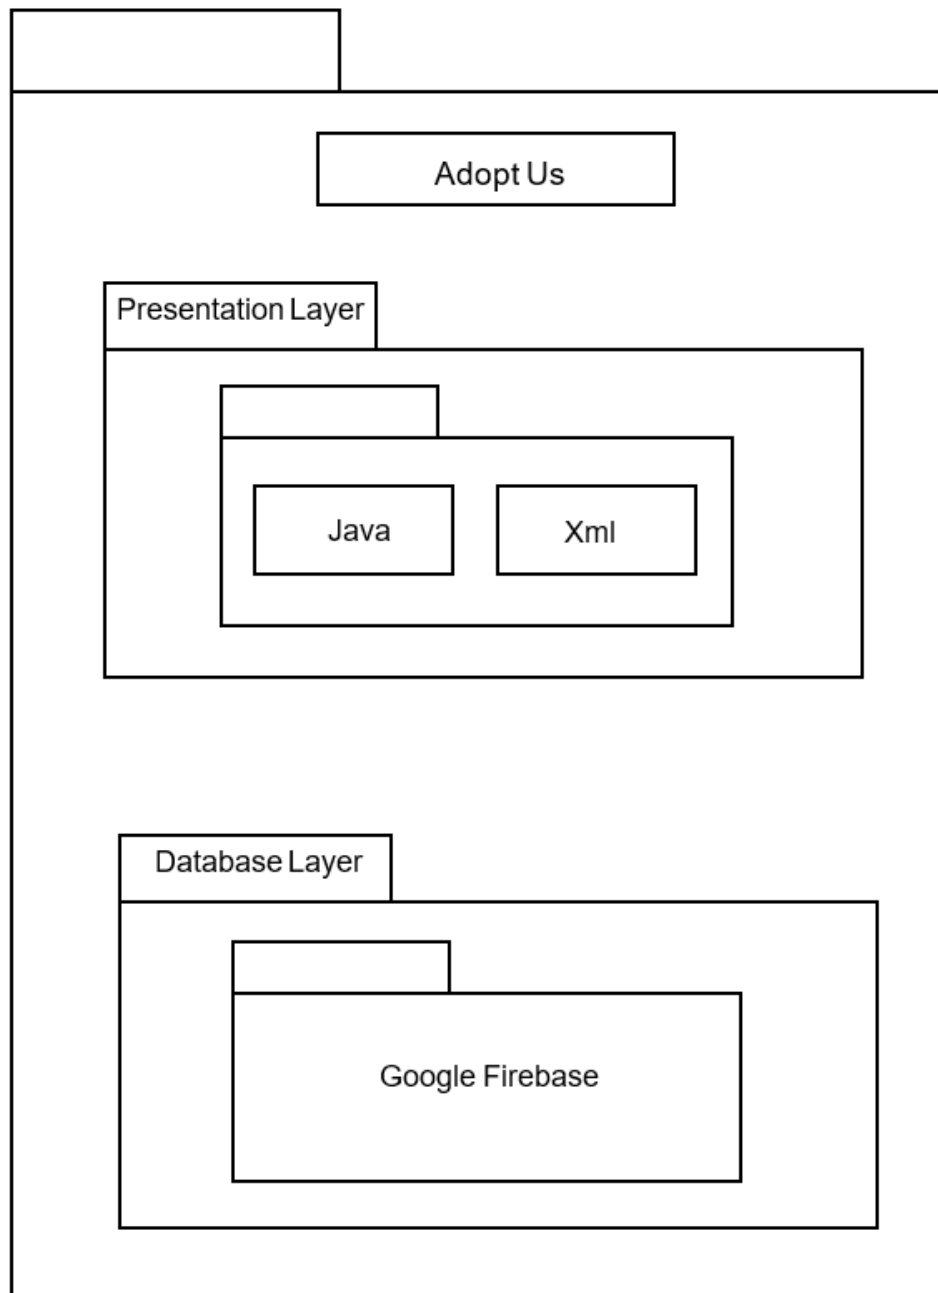 Adopt Us
Presentation Layer
Java
Xml
Database Layer
Google Firebase